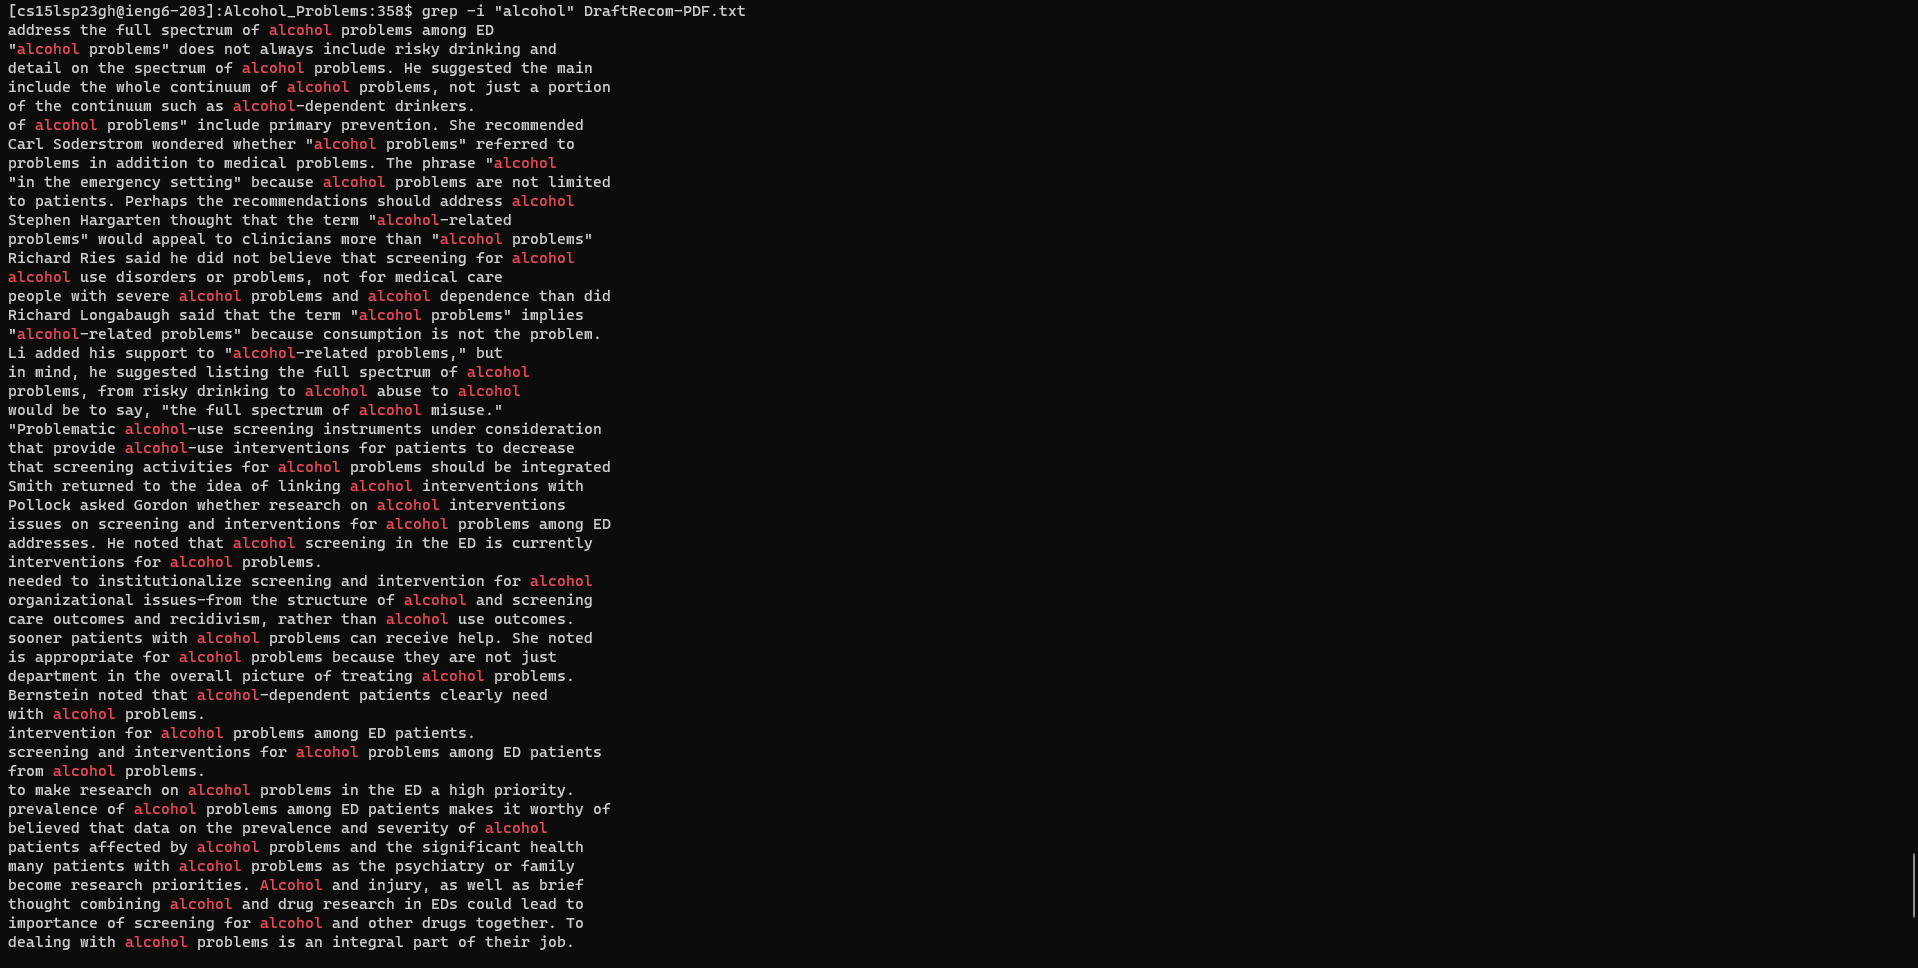 [cs15lsp23gh@ieng6-203]:Alcohol_Problems:358$ grep -i "alcohol" DraftRecom-PDF.txt
address the full spectrum of alcohol problems among ED
"alcohol problems" does not always include risky drinking and
detail on the spectrum of alcohol problems. He suggested the main
include the whole continuum of alcohol problems, not just a portion
of the continuum such as alcohol-dependent drinkers.
of alcohol problems" include primary prevention. She recommended
Carl Soderstrom wondered whether "alcohol problems" referred to
problems in addition to medical problems. The phrase "alcohol
"in the emergency setting" because alcohol problems are not limited
to patients. Perhaps the recommendations should address alcohol
Stephen Hargarten thought that the term "alcohol-related
problems" would appeal to clinicians more than "alcohol problems"
Richard Ries said he did not believe that screening for alcohol
alcohol use disorders or problems, not for medical care
people with severe alcohol problems and alcohol dependence than did
Richard Longabaugh said that the term "alcohol problems" implies
"alcohol-related problems" because consumption is not the problem.
Li added his support to "alcohol-related problems," but
in mind, he suggested listing the full spectrum of alcohol
problems, from risky drinking to alcohol abuse to alcohol
would be to say, "the full spectrum of alcohol misuse."
"Problematic alcohol-use screening instruments under consideration
that provide alcohol-use interventions for patients to decrease
that screening activities for alcohol problems should be integrated
Smith returned to the idea of linking alcohol interventions with
Pollock asked Gordon whether research on alcohol interventions
issues on screening and interventions for alcohol problems among ED
addresses. He noted that alcohol screening in the ED is currently
interventions for alcohol problems.
needed to institutionalize screening and intervention for alcohol
organizational issues-from the structure of alcohol and screening
care outcomes and recidivism, rather than alcohol use outcomes.
sooner patients with alcohol problems can receive help. She noted
is appropriate for alcohol problems because they are not just
department in the overall picture of treating alcohol problems.
Bernstein noted that alcohol-dependent patients clearly need
with alcohol problems.
intervention for alcohol problems among ED patients.
screening and interventions for alcohol problems among ED patients
from alcohol problems.
to make research on alcohol problems in the ED a high priority.
prevalence of alcohol problems among ED patients makes it worthy of
believed that data on the prevalence and severity of alcohol
patients affected by alcohol problems and the significant health
many patients with alcohol problems as the psychiatry or family
become research priorities. Alcohol and injury, as well as brief
thought combining alcohol and drug research in EDs could lead to
importance of screening for alcohol and other drugs together. To
dealing with alcohol problems is an integral part of their job.